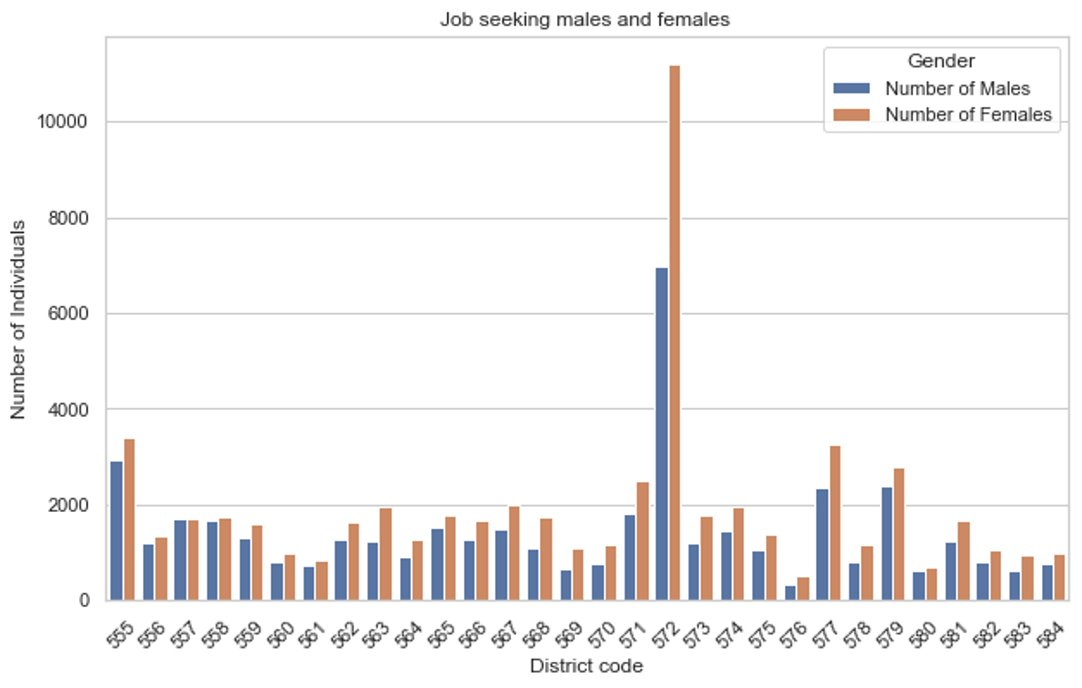 Job seeking males and females
Gender
Number of Males
Number of Females
Number of Individuals
10000
8000
6000
4000
2000
0
555 556 557 558 559 560 561 562 563 564 565 566 567 568 569 570 571 572 573 574 575 576 577 578 579 580 581 582 583 584
District code